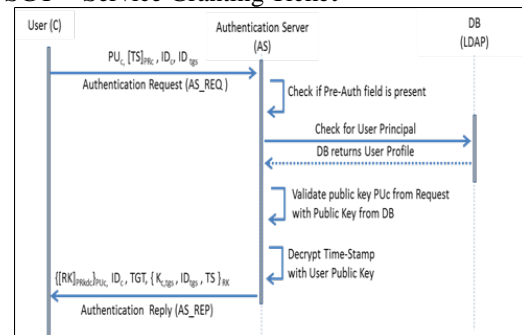 SGT – Service Granting Ticket
User (C)
Authentication Server
(AS)
DB
(LDAP)
PUc, [TS]PRc , IDc, IDtgs
Authentication Request (AS_REQ )
Check if Pre-Auth field is present
Check for User Principal
DB returns User Profile
Validate public key PUc from Request
with Public Key from DB
Decrypt Time-Stamp
with User Public Key
{[RK]PRkdc}PUc, IDc , TGT, { Kc,tgs , IDtgs , TS }RK
Authentication Reply (AS_REP)